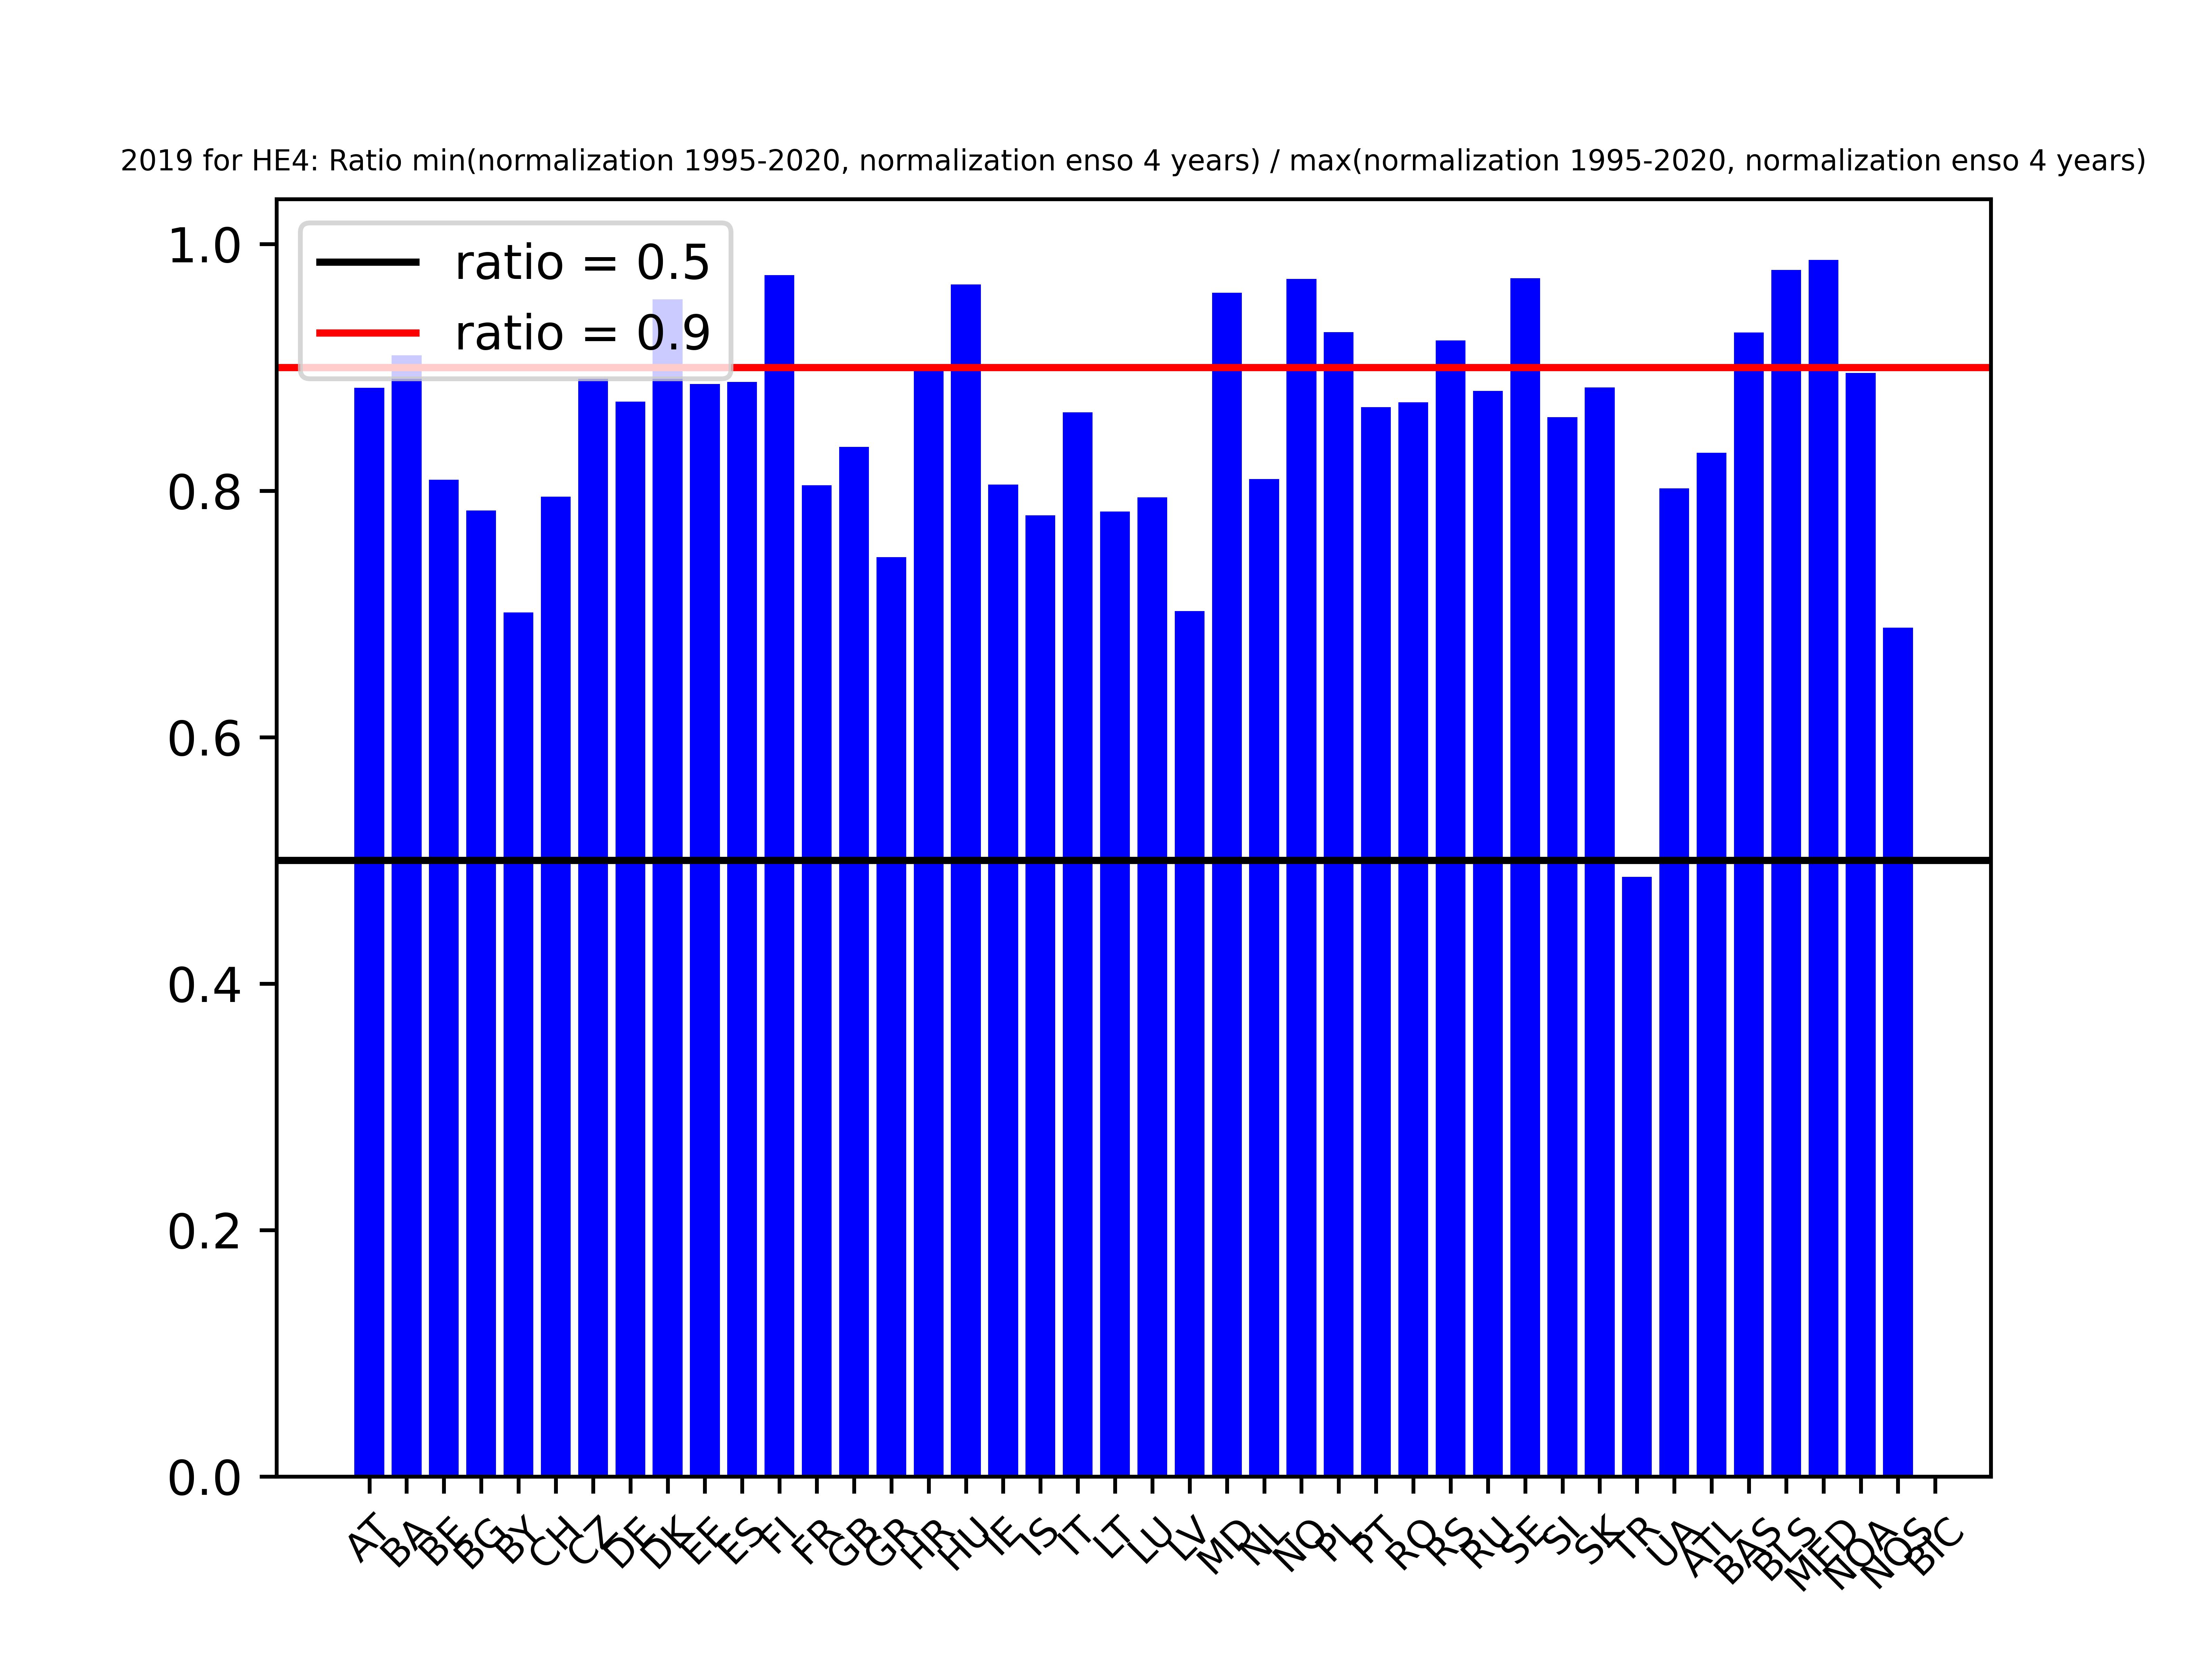 2019 for HE4: Ratio min(normalization 1995-2020, normalization enso 4 years) / max(normalization 1995-2020, normalization enso 4 years)
ratio = 0.5
ratio = 0.9
1.0
0.8
0.6
0.4
0.2
0.0
AT BA BE BG BY CH CZ DE DK EE ES FI FR GB GR HR HU IE IS IT LT LU LV MD NL NO PL PT RO RS RU SE SI SK TR UA ATL BAS BLS MED NOA NOS BIC